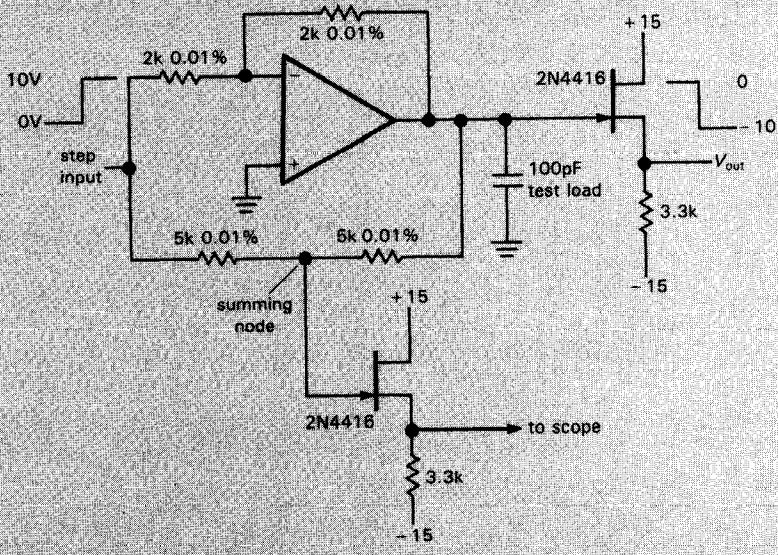 +15
2k 0.01%
2k 0.01%
2N4416
10V
0
0V
-10
−
+
step
input
100pF
test load
Vout
3.3k
5k 0.01%
5k 0.01%
-15
summing
node
+15
2N4416
to scope
3.3k
-15